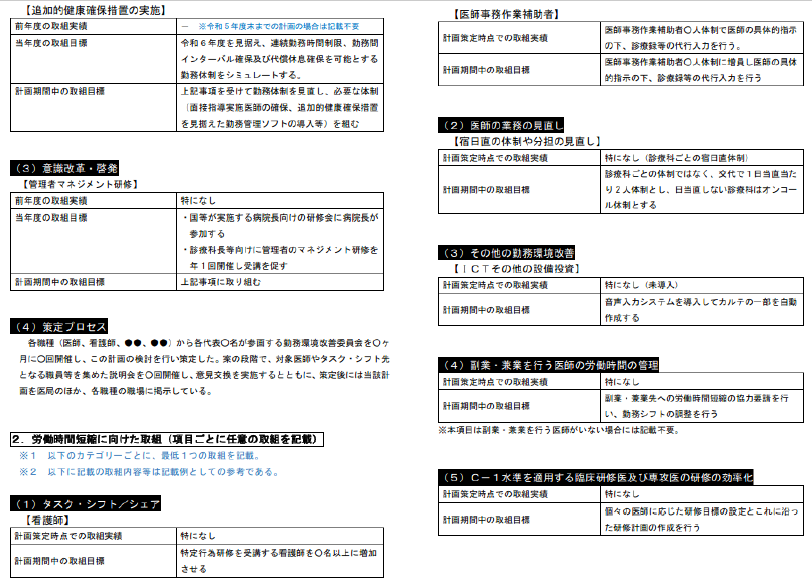 【追加的健康確保措置の実施】
前年度の取組実績
－　※令和５年度末までの計画の場合は記載不要
当年度の取組目標
令和６年度を見据え、連続勤務時間制限、勤務間
インターバル確保及び代償休息確保を可能とする
勤務体制をシミュレートする。
計画期間中の取組目標
上記事項を受けて勤務体制を見直し、必要な体制
（面接指導実施医師の確保、追加的健康確保措置
を見据えた勤務管理ソフトの導入等）を組む
（３）意識改革・啓発
【管理者マネジメント研修】
前年度の取組実績
特になし
当年度の取組目標
・国等が実施する病院長向けの研修会に病院長が
参加する
・診療科長等向けに管理者のマネジメント研修を
年１回開催し受講を促す
計画期間中の取組目標
上記事項に取り組む
（４）策定プロセス
各職種（医師、看護師、●●、●●）から各代表〇名が参画する勤務環境改善委員会を〇ヶ
月に〇回開催し、この計画の検討を行い策定した。案の段階で、対象医師やタスク・シフト先
となる職員等を集めた説明会を〇回開催し、意見交換を実施するとともに、策定後には当該計
画を医局のほか、各職種の職場に掲示している。
２．労働時間短縮に向けた取組（項目ごとに任意の取組を記載）
※１　以下のカテゴリーごとに、最低１つの取組を記載。
※２　以下に記載の取組内容等は記載例としての参考である。
（１）タスク・シフト／シェア
【看護師】
計画策定時点での取組実績
特になし
計画期間中の取組目標
特定行為研修を受講する看護師を〇名以上に増加
させる
【医師事務作業補助者】
計画策定時点での取組実績
医師事務作業補助者〇人体制で医師の具体的指示
の下、診療録等の代行入力を行う。
計画期間中の取組目標
医師事務作業補助者〇人体制に増員し医師の具体
的指示の下、診療録等の代行入力を行う
（２）医師の業務の見直し
【宿日直の体制や分担の見直し】
計画策定時点での取組実績
特になし（診療科ごとの宿日直体制）
計画期間中の取組目標
診療科ごとの体制ではなく、交代で１日当直当た
り２人体制とし、日当直しない診療科はオンコー
ル体制とする
（３）その他の勤務環境改善
【ＩＣＴその他の設備投資】
計画策定時点での取組実績
特になし（未導入）
計画期間中の取組目標
音声入力システムを導入してカルテの一部を自動
作成する
（４）副業・兼業を行う医師の労働時間の管理
計画策定時点での取組実績
特になし
計画期間中の取組目標
副業・兼業先への労働時間短縮の協力要請を行
い、勤務シフトの調整を行う
※本項目は副業・兼業を行う医師がいない場合には記載不要。
（５）Ｃ－１水準を適用する臨床研修医及び専攻医の研修の効率化
計画策定時点での取組実績
特になし
計画期間中の取組目標
個々の医師に応じた研修目標の設定とこれに沿っ
た研修計画の作成を行う